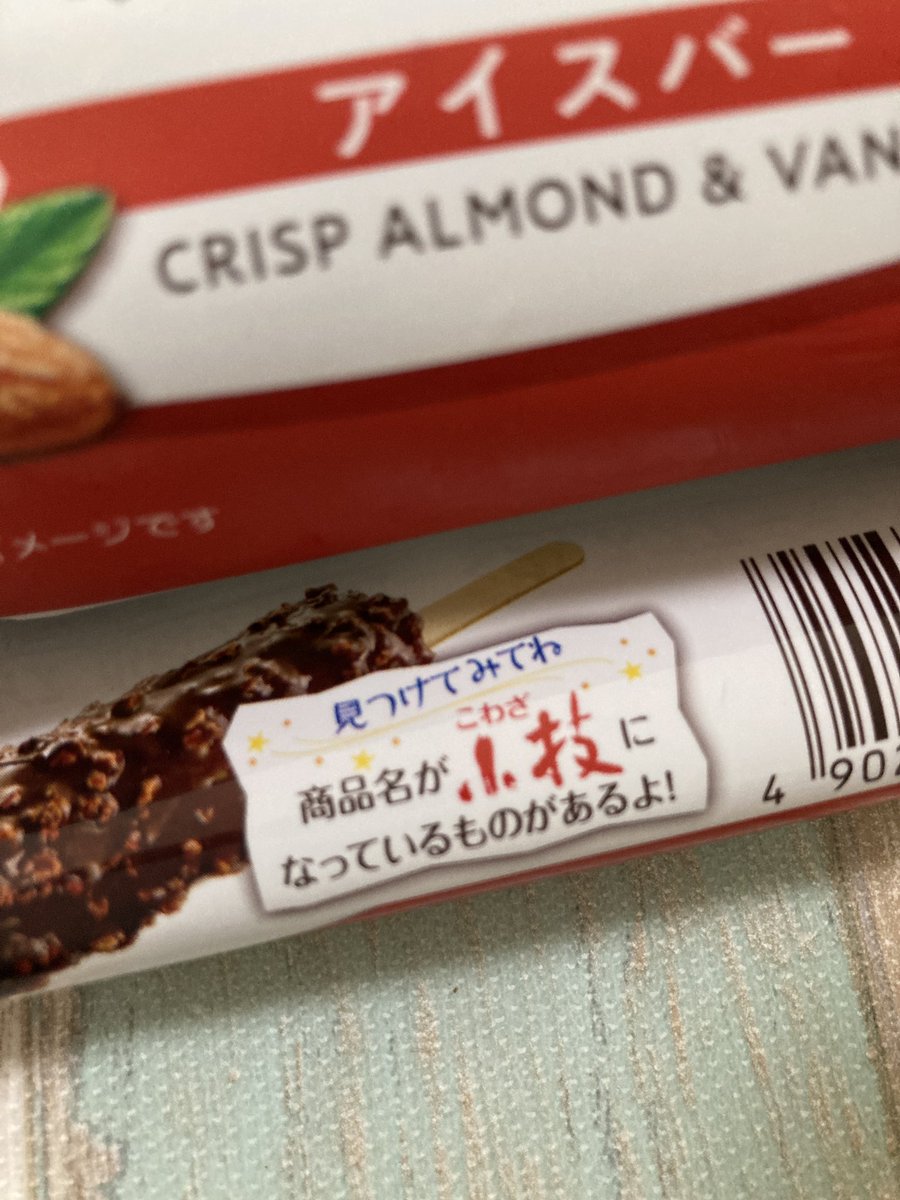 アイスバー
CRISP ALMOND & VAN
メージです
見つけてみてね
こわざ
商品名が小技に
なっているものがあるよ!
4 90